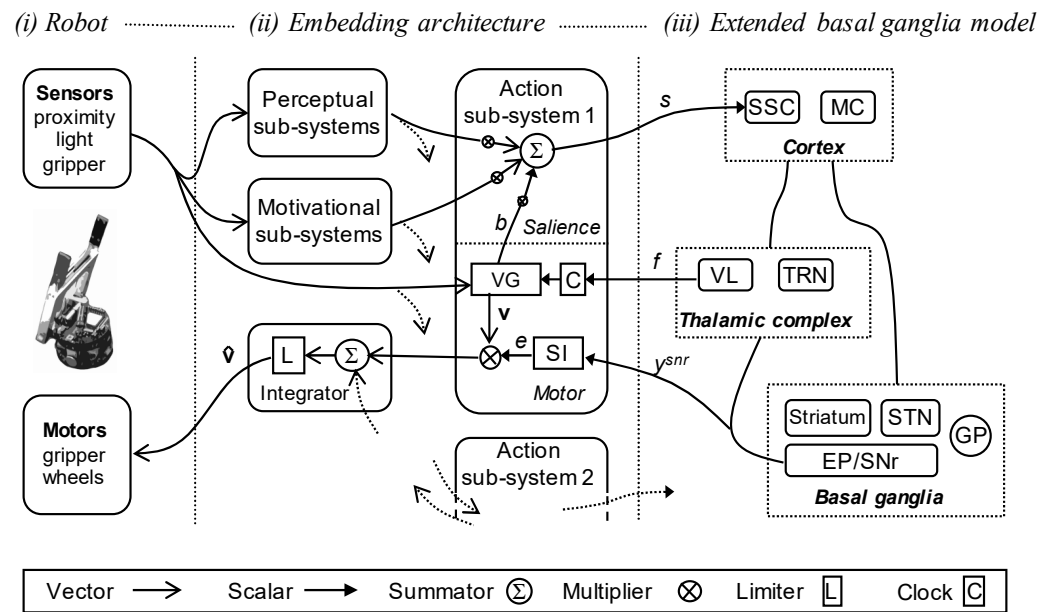 (i) Robot ............ (ii) Embedding architecture ............ (iii) Extended basal ganglia model
Sensors
proximity
light
gripper
Perceptual
sub-systems
Motivational
sub-systems
Action
sub-system 1
Σ
b
Salience
s
SSC
MC
Cortex
VG
C
f
VL
TRN
Thalamic complex
v
e
SI
Motor
y^snr
v̂
L
Σ
Integrator
Motors
gripper
wheels
Action
sub-system 2
Striatum
STN
GP
EP/SNr
Basal ganglia
Vector Scalar Summator Σ Multiplier ⊗ Limiter L Clock C